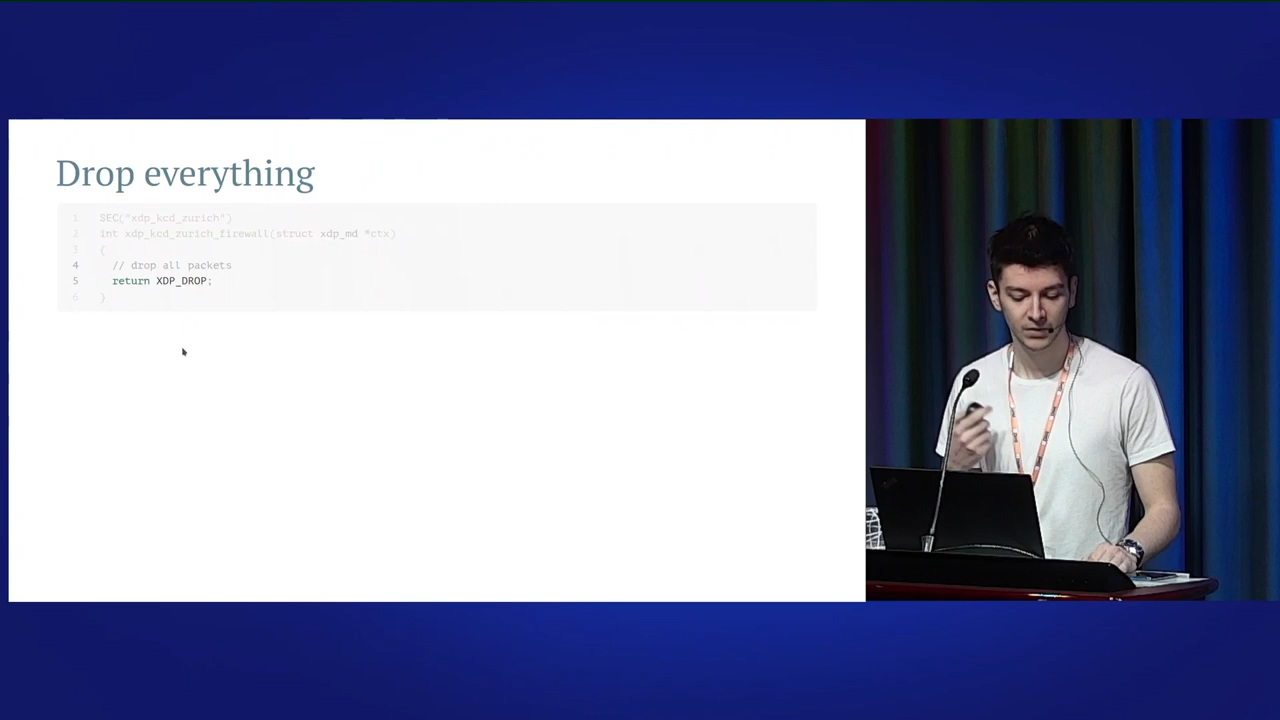 Drop everything
1 SEC("xdp_kcd_zurich")
2 int xdp_kcd_zurich_firewall(struct xdp_md *ctx)
3 {
4 // drop all packets
5 return XDP_DROP;
6 }